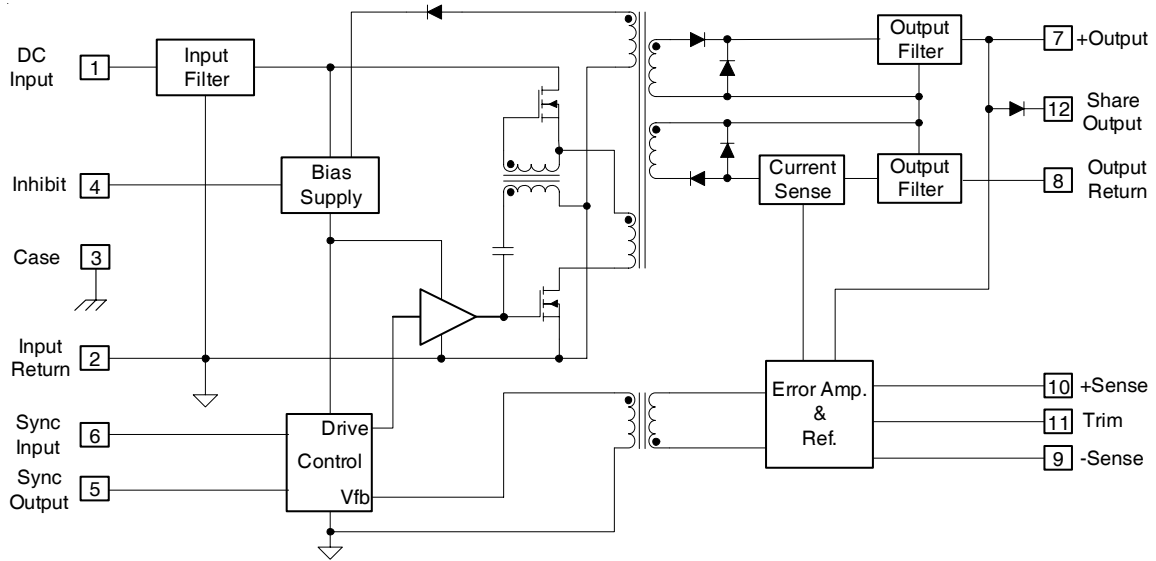 DC
Input
1
Input
Filter
Output
Filter
7
+Output
12
Share
Output
Inhibit
4
Bias
Supply
Current
Sense
Output
Filter
8
Output
Return
Case
3
Input
Return
2
Error Amp.
&
Ref.
10
+Sense
11
Trim
9
-Sense
Sync
Input
6
Drive
Control
Sync
Output
5
Vfb